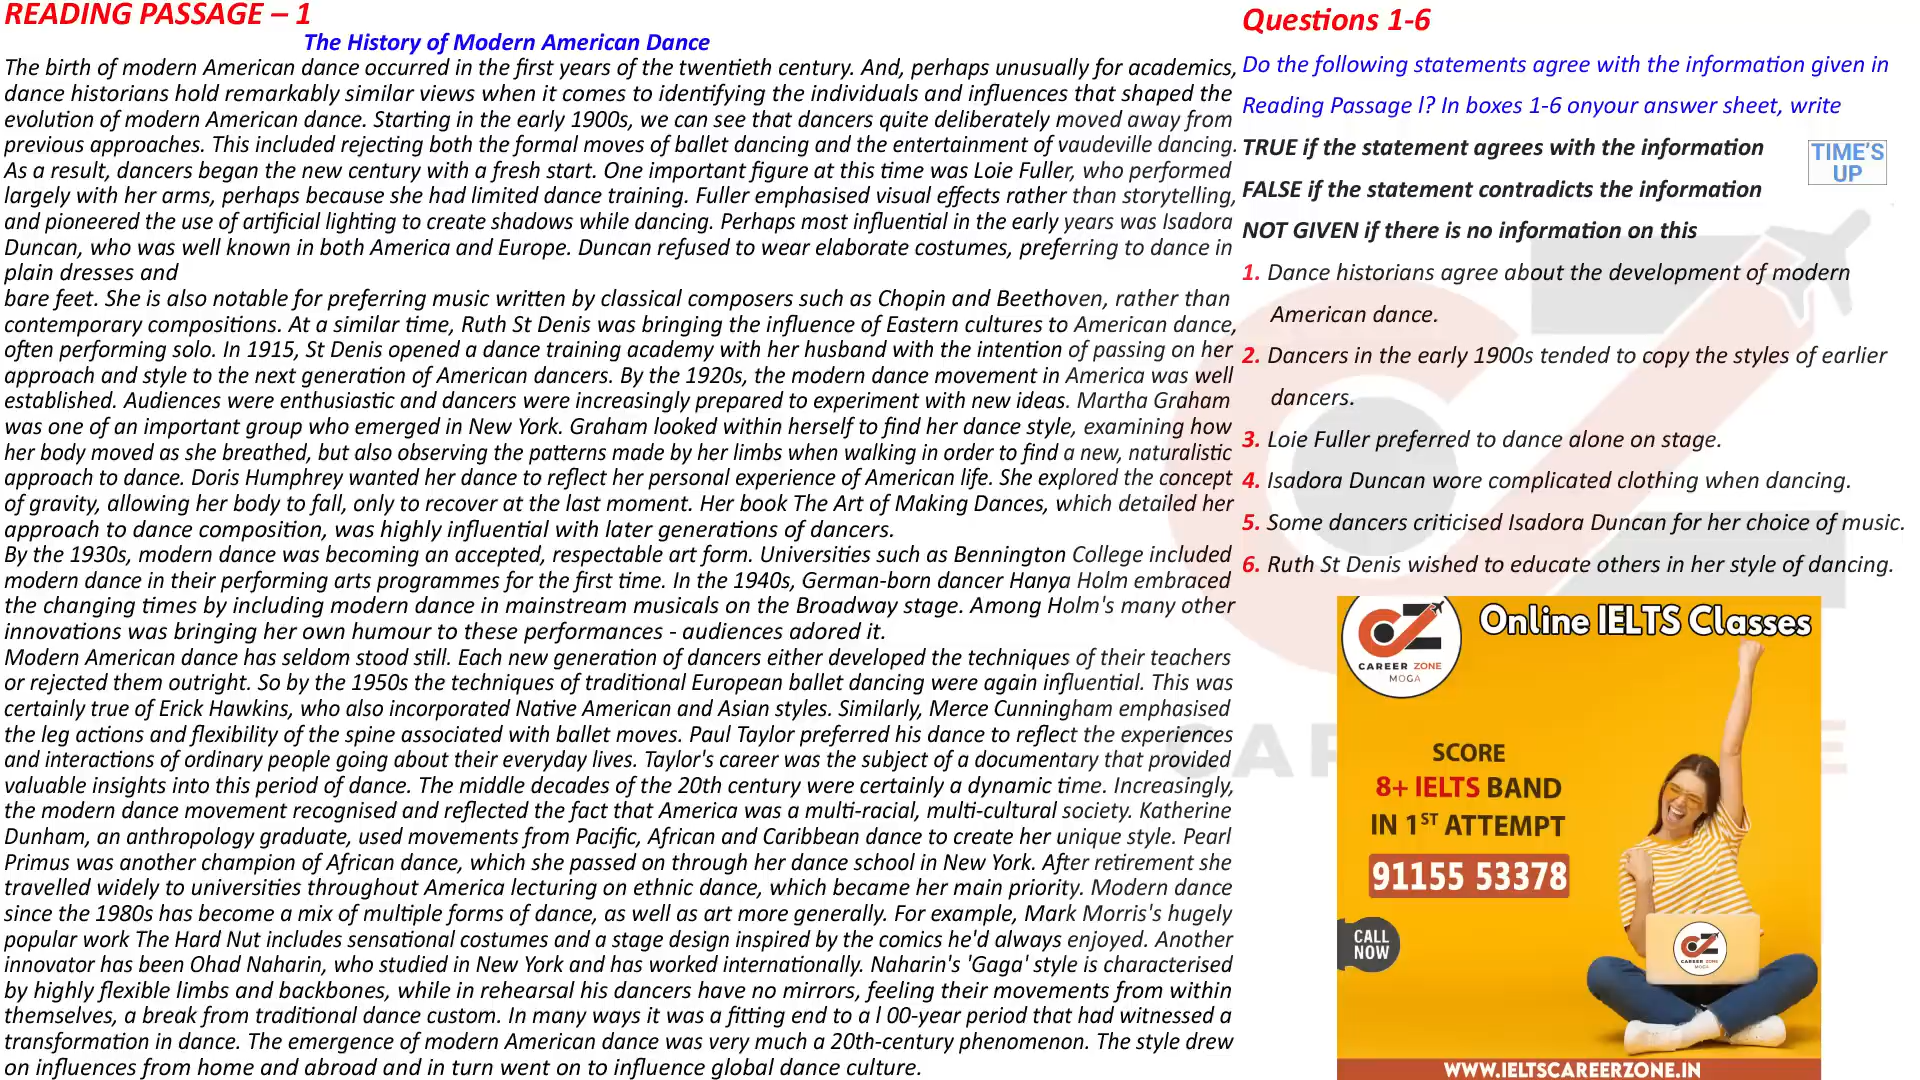 READING PASSAGE – 1
The History of Modern American Dance
The birth of modern American dance occurred in the first years of the twentieth century. And, perhaps unusually for academics,
dance historians hold remarkably similar views when it comes to identifying the individuals and influences that shaped the
evolution of modern American dance. Starting in the early 1900s, we can see that dancers quite deliberately moved away from
previous approaches. This included rejecting both the formal moves of ballet dancing and the entertainment of vaudeville dancing.
As a result, dancers began the new century with a fresh start. One important figure at this time was Loie Fuller, who performed
largely with her arms, perhaps because she had limited dance training. Fuller emphasised visual effects rather than storytelling,
and pioneered the use of artificial lighting to create shadows while dancing. Perhaps most influential in the early years was Isadora
Duncan, who was well known in both America and Europe. Duncan refused to wear elaborate costumes, preferring to dance in
plain dresses and
bare feet. She is also notable for preferring music written by classical composers such as Chopin and Beethoven, rather than
contemporary compositions. At a similar time, Ruth St Denis was bringing the influence of Eastern cultures to American dance,
often performing solo. In 1915, St Denis opened a dance training academy with her husband with the intention of passing on her
approach and style to the next generation of American dancers. By the 1920s, the modern dance movement in America was well
established. Audiences were enthusiastic and dancers were increasingly prepared to experiment with new ideas. Martha Graham
was one of an important group who emerged in New York. Graham looked within herself to find her dance style, examining how
her body moved as she breathed, but also observing the patterns made by her limbs when walking in order to find a new, naturalistic
approach to dance. Doris Humphrey wanted her dance to reflect her personal experience of American life. She explored the concept
of gravity, allowing her body to fall, only to recover at the last moment. Her book The Art of Making Dances, which detailed her
approach to dance composition, was highly influential with later generations of dancers.
By the 1930s, modern dance was becoming an accepted, respectable art form. Universities such as Bennington College included
modern dance in their performing arts programmes for the first time. In the 1940s, German-born dancer Hanya Holm embraced
the changing times by including modern dance in mainstream musicals on the Broadway stage. Among Holm's many other
innovations was bringing her own humour to these performances - audiences adored it.
Modern American dance has seldom stood still. Each new generation of dancers either developed the techniques of their teachers
or rejected them outright. So by the 1950s the techniques of traditional European ballet dancing were again influential. This was
certainly true of Erick Hawkins, who also incorporated Native American and Asian styles. Similarly, Merce Cunningham emphasised
the leg actions and flexibility of the spine associated with ballet moves. Paul Taylor preferred his dance to reflect the experiences
and interactions of ordinary people going about their everyday lives. Taylor's career was the subject of a documentary that provided
valuable insights into this period of dance. The middle decades of the 20th century were certainly a dynamic time. Increasingly,
the modern dance movement recognised and reflected the fact that America was a multi-racial, multi-cultural society. Katherine
Dunham, an anthropology graduate, used movements from Pacific, African and Caribbean dance to create her unique style. Pearl
Primus was another champion of African dance, which she passed on through her dance school in New York. After retirement she
travelled widely to universities throughout America lecturing on ethnic dance, which became her main priority. Modern dance
since the 1980s has become a mix of multiple forms of dance, as well as art more generally. For example, Mark Morris's hugely
popular work The Hard Nut includes sensational costumes and a stage design inspired by the comics he'd always enjoyed. Another
innovator has been Ohad Naharin, who studied in New York and has worked internationally. Naharin's 'Gaga' style is characterised
by highly flexible limbs and backbones, while in rehearsal his dancers have no mirrors, feeling their movements from within
themselves, a break from traditional dance custom. In many ways it was a fitting end to a l 00-year period that had witnessed a
transformation in dance. The emergence of modern American dance was very much a 20th-century phenomenon. The style drew
on influences from home and abroad and in turn went on to influence global dance culture.
Questions 1-6
Do the following statements agree with the information given in
Reading Passage l? In boxes 1-6 onyour answer sheet, write
TRUE if the statement agrees with the information
FALSE if the statement contradicts the information
NOT GIVEN if there is no information on this
TIME'S
UP
1. Dance historians agree about the development of modern
American dance.
2. Dancers in the early 1900s tended to copy the styles of earlier
dancers.
3. Loie Fuller preferred to dance alone on stage.
4. Isadora Duncan wore complicated clothing when dancing.
5. Some dancers criticised Isadora Duncan for her choice of music.
6. Ruth St Denis wished to educate others in her style of dancing.
CAREER ZONE
MOGA
Online IELTS Classes
SCORE
8+ IELTS BAND
IN 1ST ATTEMPT
91155 53378
CALL
NOW
CAREER ZONE
MOGA
WWW.IELTSCAREERZONE.IN